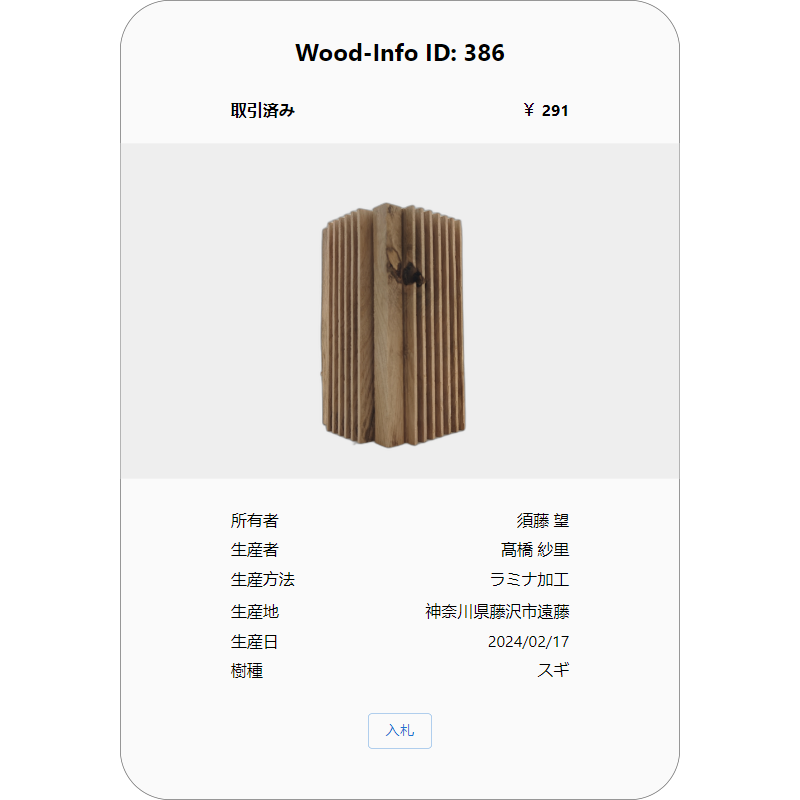 Wood-Info ID: 386
取引済み ￥ 291
所有者 須藤 望
生産者 髙橋 紗里
生産方法 ラミナ加工
生産地 神奈川県藤沢市遠藤
生産日 2024/02/17
樹種 スギ
入札